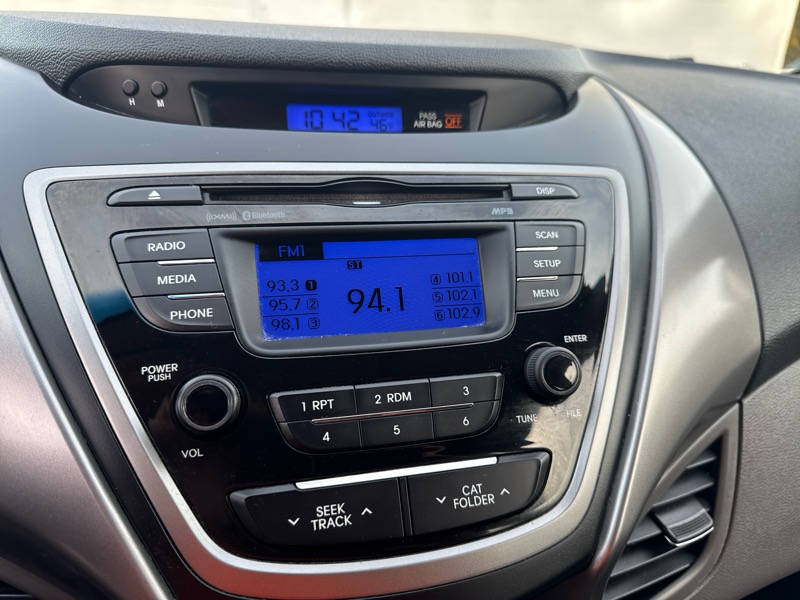 H M
10:42 OUTSIDE 46°F
PASS
AIR BAG OFF
DISP
((XM)) Bluetooth MP3
RADIO
MEDIA
PHONE
FM1
ST
93.3 1
95.7 2
98.1 3
94.1
4 101.1
5 102.1
6 102.9
SCAN
SETUP
MENU
POWER
PUSH
VOL
1 RPT 2 RDM 3
4 5 6
ENTER
TUNE FILE
SEEK
TRACK
CAT
FOLDER